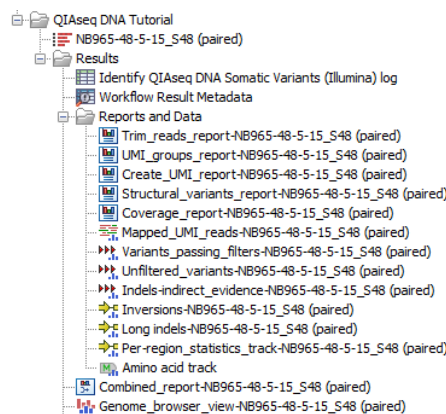 QIAseq DNA Tutorial
NB965-48-5-15_S48 (paired)
Results
Identify QIAseq DNA Somatic Variants (Illumina) log
Workflow Result Metadata
Reports and Data
Trim_reads_report-NB965-48-5-15_S48 (paired)
UMI_groups_report-NB965-48-5-15_S48 (paired)
Create_UMI_report-NB965-48-5-15_S48 (paired)
Structural_variants_report-NB965-48-5-15_S48 (paired)
Coverage_report-NB965-48-5-15_S48 (paired)
Mapped_UMI_reads-NB965-48-5-15_S48 (paired)
Variants_passing_filters-NB965-48-5-15_S48 (paired)
Unfiltered_variants-NB965-48-5-15_S48 (paired)
Indels-indirect_evidence-NB965-48-5-15_S48 (paired)
Inversions-NB965-48-5-15_S48 (paired)
Long indels-NB965-48-5-15_S48 (paired)
Per-region_statistics_track-NB965-48-5-15_S48 (paired)
Amino acid track
Combined_report-NB965-48-5-15_S48 (paired)
Genome_browser_view-NB965-48-5-15_S48 (paired)